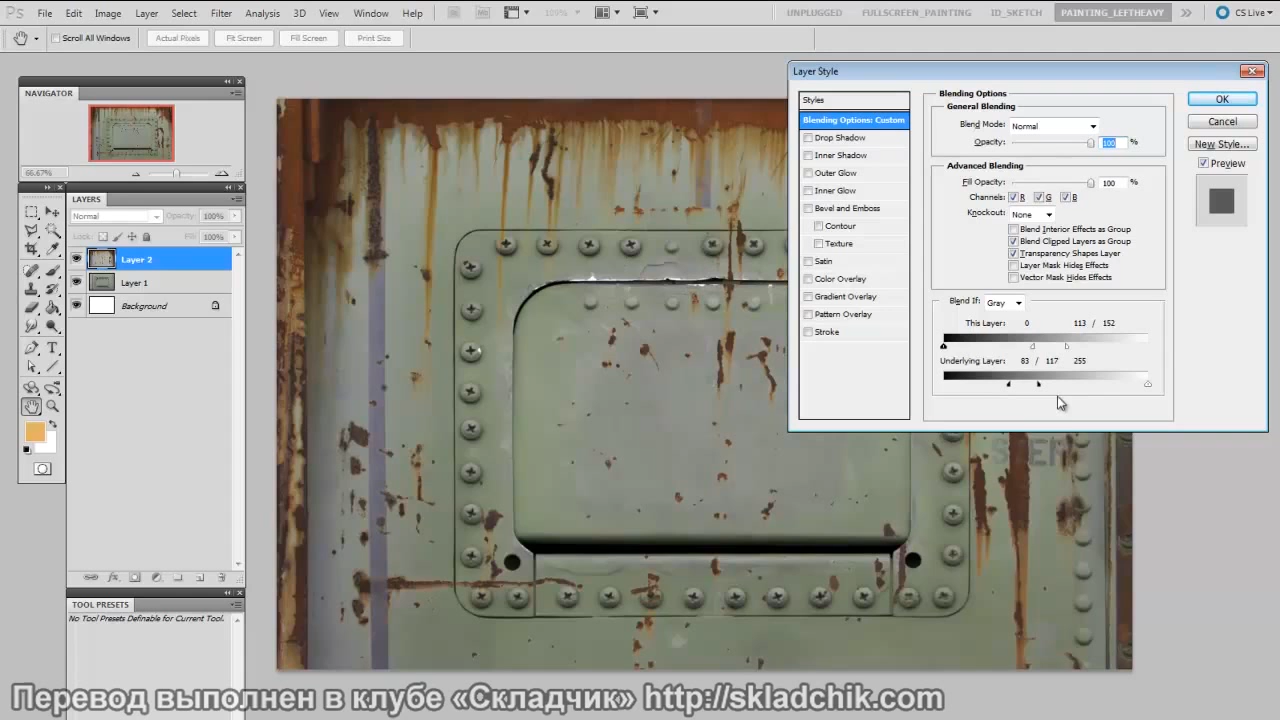 Ps File Edit Image Layer Select Filter Analysis 3D View Window Help 100% UNPLUGGED FULLSCREEN_PAINTING ID_SKETCH PAINTING_LEFTHEAVY CS Live
Scroll All Windows Actual Pixels Fit Screen Fill Screen Print Size
NAVIGATOR
66.67%
LAYERS
Normal Opacity: 100%
Lock: Fill: 100%
Layer 2
Layer 1
Background
TOOL PRESETS
No Tool Presets Definable for Current Tool.
Layer Style
Styles
Blending Options: Custom
Drop Shadow
Inner Shadow
Outer Glow
Inner Glow
Bevel and Emboss
Contour
Texture
Satin
Color Overlay
Gradient Overlay
Pattern Overlay
Stroke
Blending Options
General Blending
Blend Mode: Normal
Opacity: 100 %
Advanced Blending
Fill Opacity: 100 %
Channels: R G B
Knockout: None
Blend Interior Effects as Group
Blend Clipped Layers as Group
Transparency Shapes Layer
Layer Mask Hides Effects
Vector Mask Hides Effects
Blend If: Gray
This Layer: 0 113 / 152
Underlying Layer: 83 / 117 255
OK
Cancel
New Style...
Preview
Перевод выполнен в клубе «Складчик» http://skladchik.com